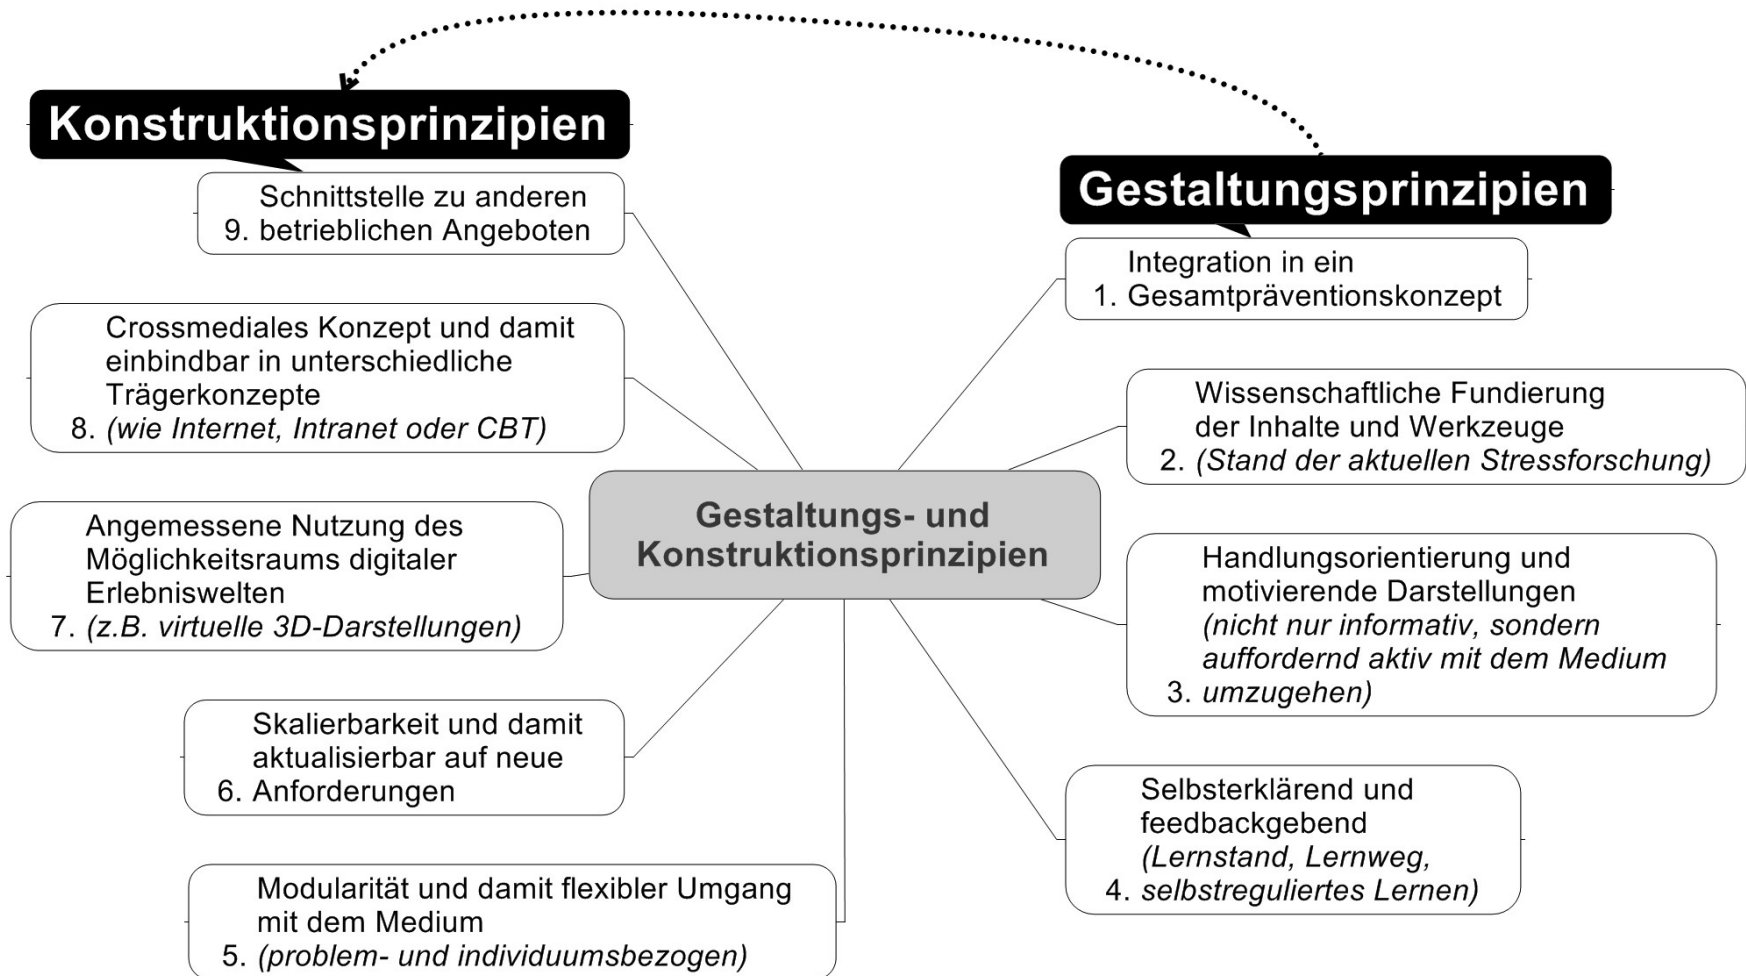 Konstruktionsprinzipien
Schnittstelle zu anderen
9. betrieblichen Angeboten
Crossmediales Konzept und damit
einbindbar in unterschiedliche
Trägerkonzepte
8. (wie Internet, Intranet oder CBT)
Angemessene Nutzung des
Möglichkeitsraums digitaler
Erlebniswelten
7. (z.B. virtuelle 3D-Darstellungen)
Skalierbarkeit und damit
aktualisierbar auf neue
6. Anforderungen
Modularität und damit flexibler Umgang
mit dem Medium
5. (problem- und individuumsbezogen)
Gestaltungs- und
Konstruktionsprinzipien
Gestaltungsprinzipien
Integration in ein
1. Gesamtpräventionskonzept
Wissenschaftliche Fundierung
der Inhalte und Werkzeuge
2. (Stand der aktuellen Stressforschung)
Handlungsorientierung und
motivierende Darstellungen
(nicht nur informativ, sondern
auffordernd aktiv mit dem Medium
3. umzugehen)
Selbsterklärend und
feedbackgebend
(Lernstand, Lernweg,
4. selbstreguliertes Lernen)